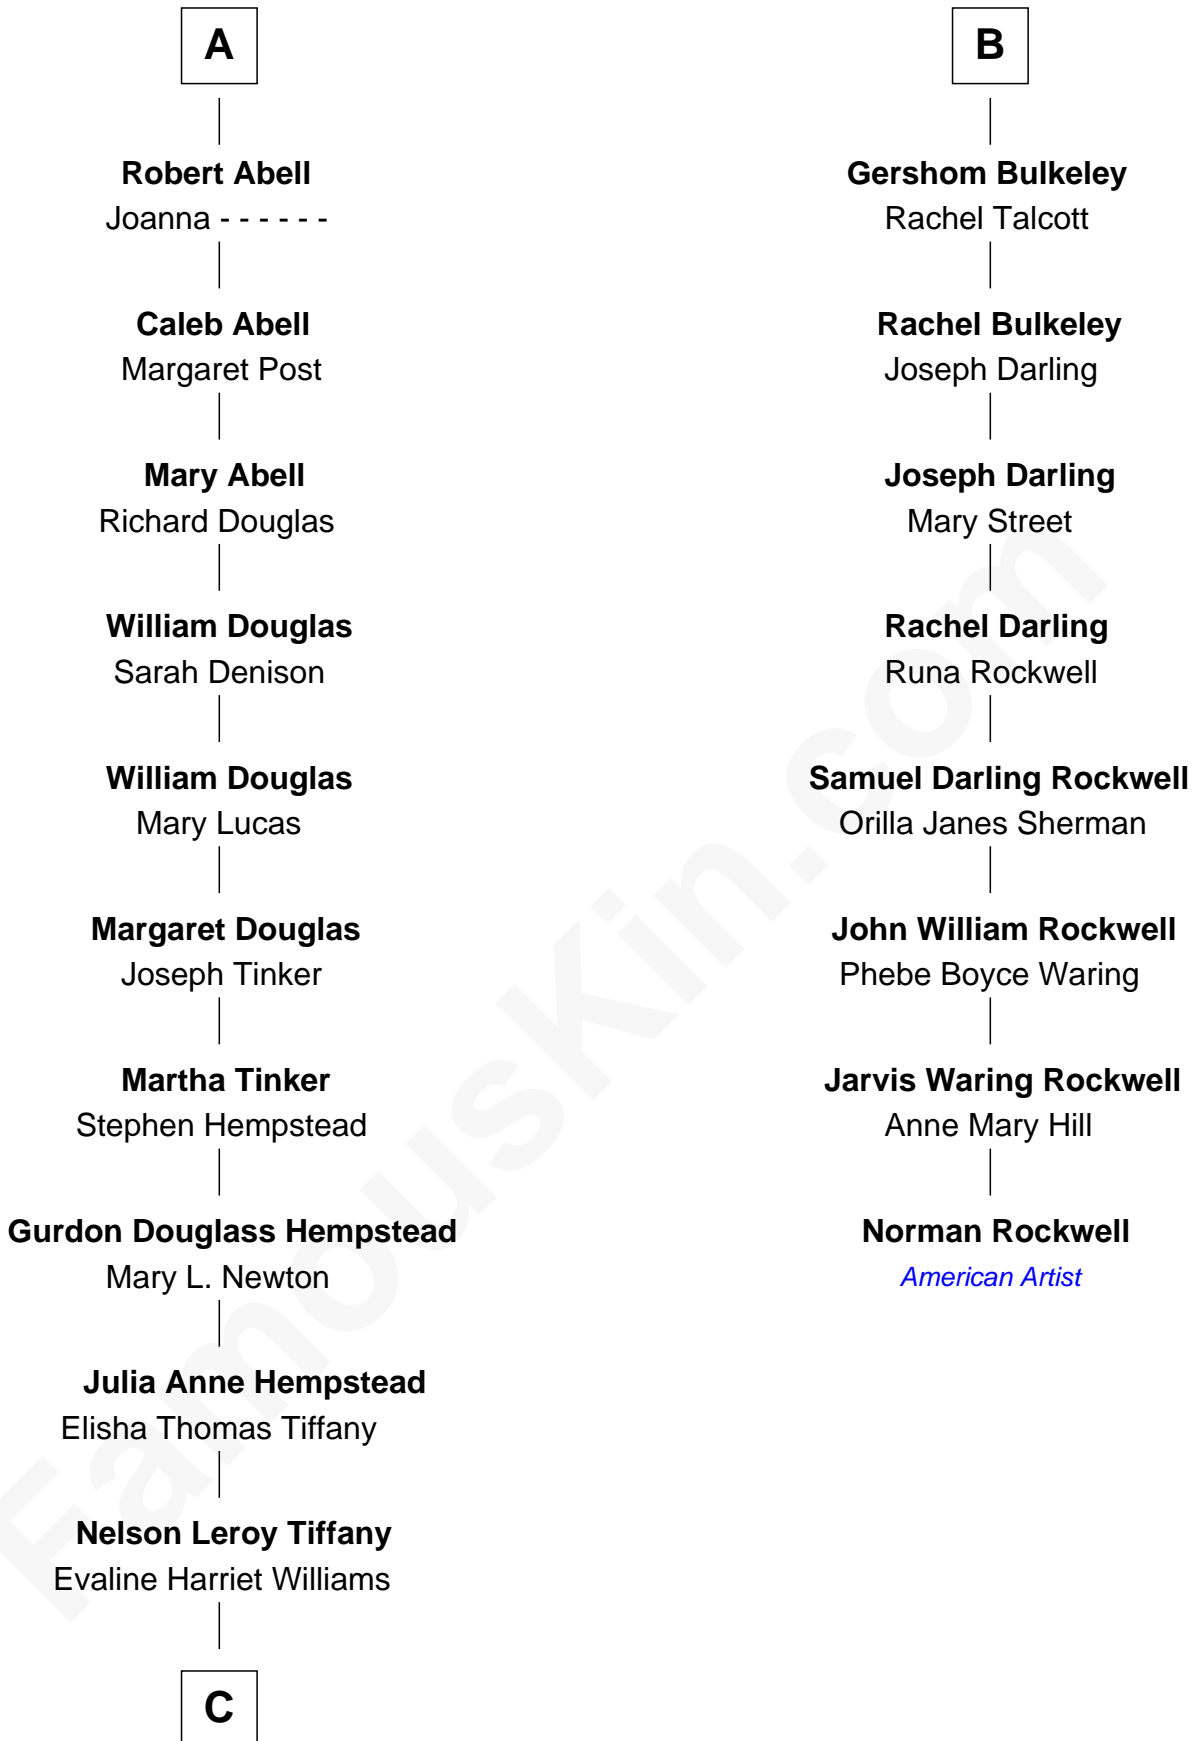 A
Robert Abell
Joanna - - - - - -
Caleb Abell
Margaret Post
Mary Abell
Richard Douglas
William Douglas
Sarah Denison
William Douglas
Mary Lucas
Margaret Douglas
Joseph Tinker
Martha Tinker
Stephen Hempstead
Gurdon Douglass Hempstead
Mary L. Newton
Julia Anne Hempstead
Elisha Thomas Tiffany
Nelson Leroy Tiffany
Evaline Harriet Williams
C
B
Gershom Bulkeley
Rachel Talcott
Rachel Bulkeley
Joseph Darling
Joseph Darling
Mary Street
Rachel Darling
Runa Rockwell
Samuel Darling Rockwell
Orilla Janes Sherman
John William Rockwell
Phebe Boyce Waring
Jarvis Waring Rockwell
Anne Mary Hill
Norman Rockwell
American Artist
FamousKin.com